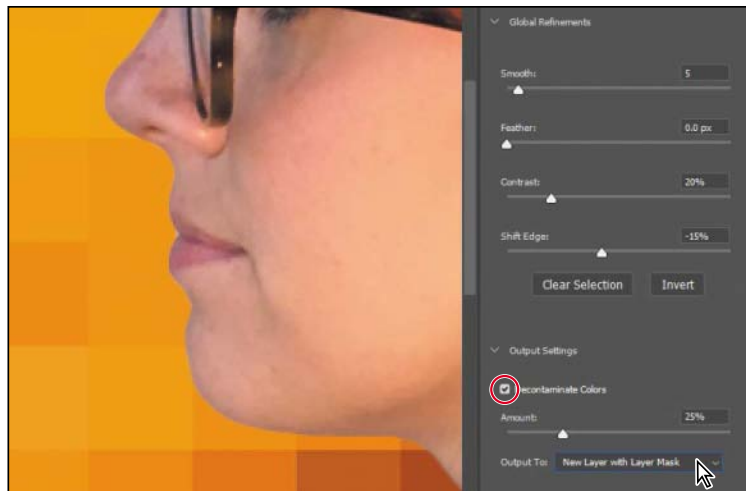 Global Refinements
Smooth: 5
Feather: 0.0 px
Contrast: 20%
Shift Edge: -15%
Clear Selection Invert
Output Settings
Decontaminate Colors
Amount: 25%
Output To: New Layer with Layer Mask